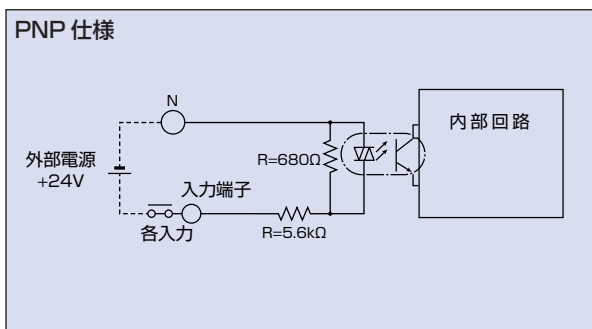 PNP 仕様
N
内部回路
外部電源
+24V
R=680Ω
入力端子
各入力
R=5.6kΩ